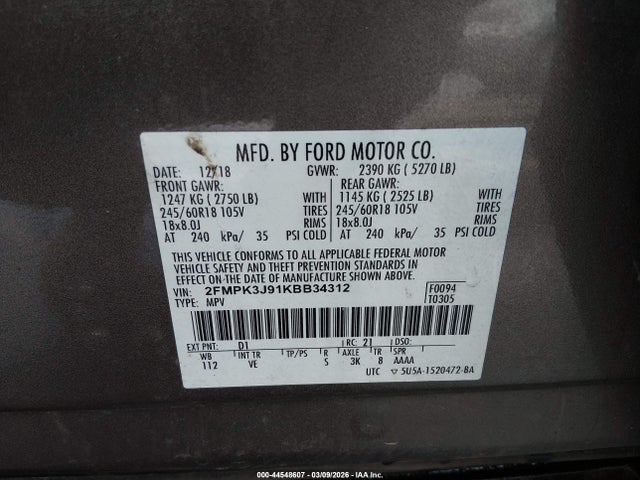 MFD. BY FORD MOTOR CO.
DATE: 12/18 GVWR: 2390 KG ( 5270 LB)
FRONT GAWR: REAR GAWR:
1247 KG ( 2750 LB) WITH 1145 KG ( 2525 LB) WITH
245/60R18 105V TIRES 245/60R18 105V TIRES
18x8.0J RIMS 18x8.0J RIMS
AT 240 kPa/ 35 PSI COLD AT 240 kPa/ 35 PSI COLD
THIS VEHICLE CONFORMS TO ALL APPLICABLE FEDERAL MOTOR
VEHICLE SAFETY AND THEFT PREVENTION STANDARDS IN EFFECT
ON THE DATE OF MANUFACTURE SHOWN ABOVE.
VIN: 2FMPK3J91KBB34312 F0094
TYPE: MPV T0305
EXT PNT: D1 RC: 21 DSO:
WB INT TR TP/PS R AXLE TR SPR
112 VE S 3K 8 AAAA
UTC ▽ 5U5A-1520472-BA
000-44548607 - 03/09/2026 - IAA Inc.